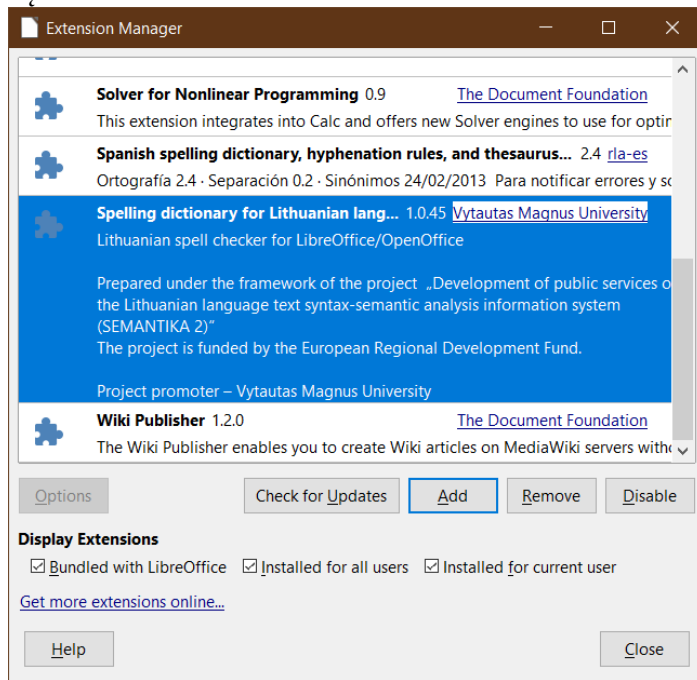 Extension Manager
Solver for Nonlinear Programming 0.9 The Document Foundation
This extension integrates into Calc and offers new Solver engines to use for optir
Spanish spelling dictionary, hyphenation rules, and thesaurus... 2.4 rla-es
Ortografía 2.4 · Separación 0.2 · Sinónimos 24/02/2013 Para notificar errores y so
Spelling dictionary for Lithuanian lang... 1.0.45 Vytautas Magnus University
Lithuanian spell checker for LibreOffice/OpenOffice
Prepared under the framework of the project „Development of public services o
the Lithuanian language text syntax-semantic analysis information system
(SEMANTIKA 2)”
The project is funded by the European Regional Development Fund.
Project promoter – Vytautas Magnus University
Wiki Publisher 1.2.0 The Document Foundation
The Wiki Publisher enables you to create Wiki articles on MediaWiki servers witho
Options Check for Updates Add Remove Disable
Display Extensions
Bundled with LibreOffice Installed for all users Installed for current user
Get more extensions online...
Help Close